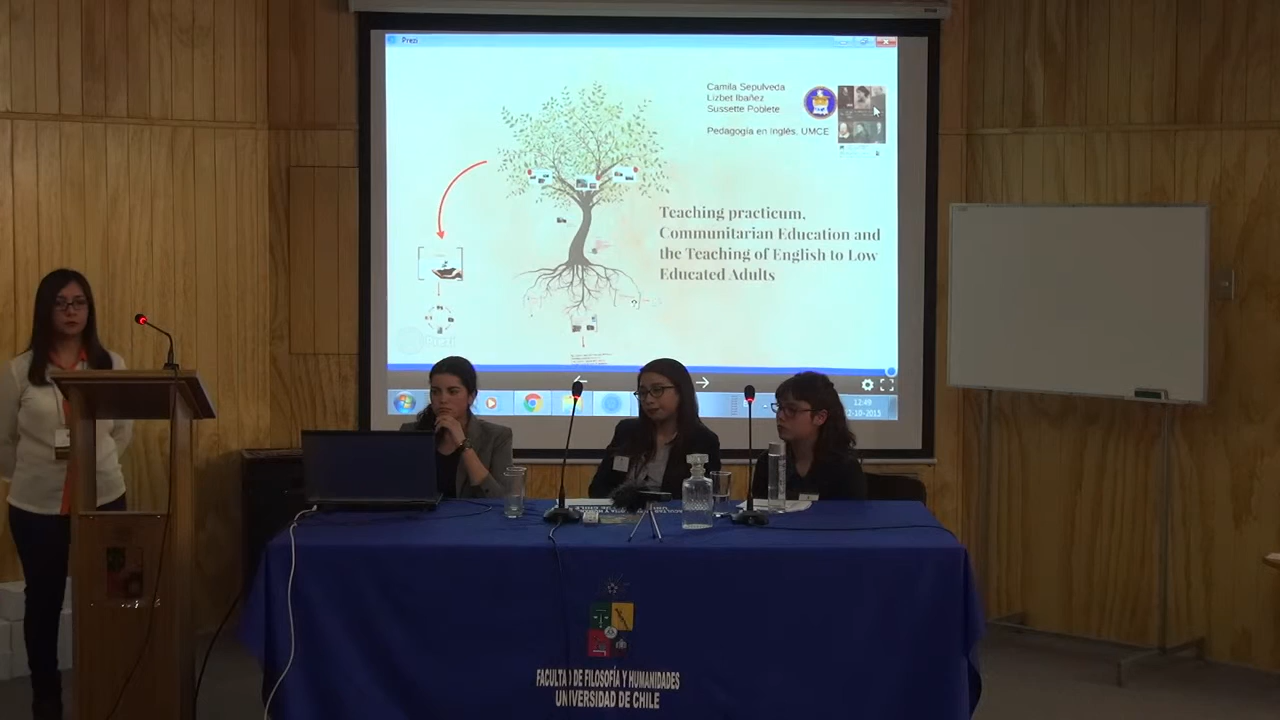 Prezi
Camila Sepulveda
Lizbet Ibañez
Sussette Poblete
Pedagogía en Inglés, UMCE
Teaching practicum,
Communitarian Education and
the Teaching of English to Low
Educated Adults
12:49
FACULTAD DE FILOSOFÍA Y HUMANIDADES
UNIVERSIDAD DE CHILE